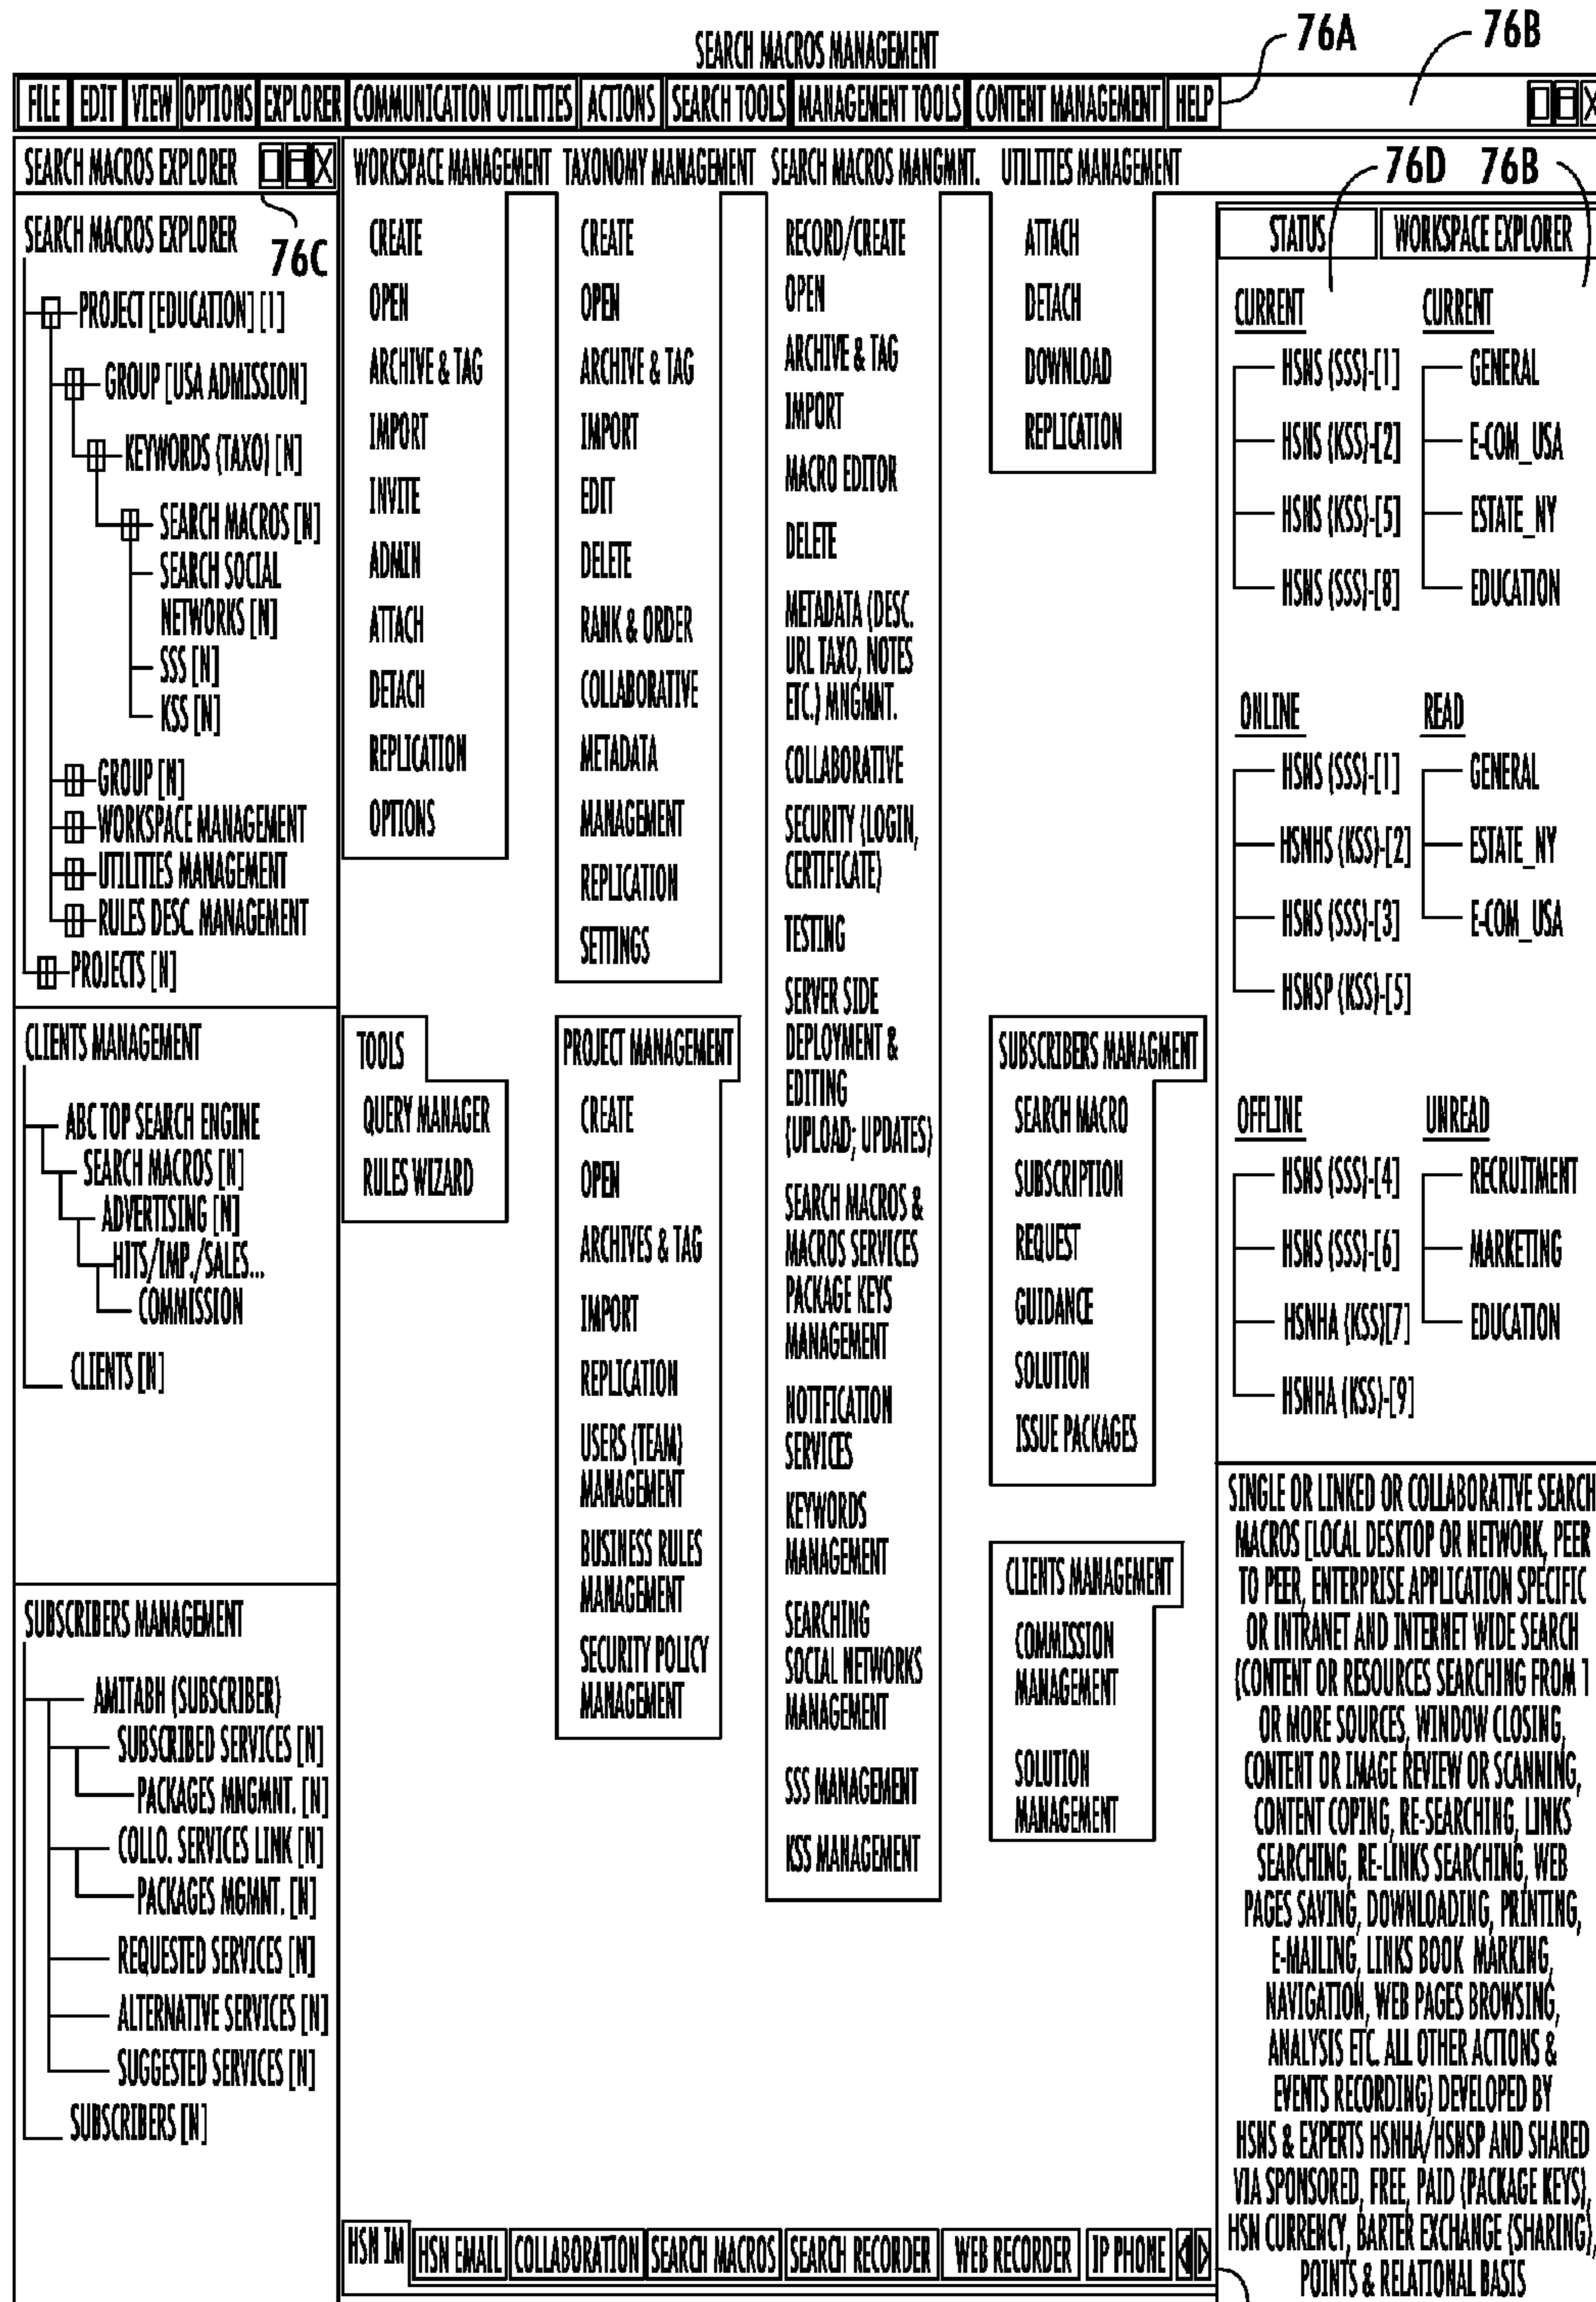 SEARCH MACROS MANAGEMENT
76A
76B
FILE EDIT VIEW OPTIONS EXPLORER COMMUNICATION UTILITIES ACTIONS SEARCH TOOLS MANAGEMENT TOOLS CONTENT MANAGEMENT HELP
SEARCH MACROS EXPLORER
76C
SEARCH MACROS EXPLORER
PROJECT [EDUCATION] [1]
GROUP [USA ADMISSION]
KEYWORDS (TAXO) [N]
SEARCH MACROS [N]
SEARCH SOCIAL
NETWORKS [N]
SSS [N]
KSS [N]
GROUP [N]
WORKSPACE MANAGEMENT
UTILITIES MANAGEMENT
RULES DESC. MANAGEMENT
PROJECTS [N]
CLIENTS MANAGEMENT
ABC TOP SEARCH ENGINE
SEARCH MACROS [N]
ADVERTISING [N]
HITS/IMP./SALES...
COMMISSION
CLIENTS [N]
SUBSCRIBERS MANAGEMENT
AMITABH (SUBSCRIBER)
SUBSCRIBED SERVICES [N]
PACKAGES MNGMNT. [N]
COLLO. SERVICES LINK [N]
PACKAGES MGMNT. [N]
REQUESTED SERVICES [N]
ALTERNATIVE SERVICES [N]
SUGGESTED SERVICES [N]
SUBSCRIBERS [N]
WORKSPACE MANAGEMENT
CREATE
OPEN
ARCHIVE & TAG
IMPORT
INVITE
ADMIN
ATTACH
DETACH
REPLICATION
OPTIONS
TOOLS
QUERY MANAGER
RULES WIZARD
TAXONOMY MANAGEMENT
CREATE
OPEN
ARCHIVE & TAG
IMPORT
EDIT
DELETE
RANK & ORDER
COLLABORATIVE
METADATA
MANAGEMENT
REPLICATION
SETTINGS
PROJECT MANAGEMENT
CREATE
OPEN
ARCHIVES & TAG
IMPORT
REPLICATION
USERS (TEAM)
MANAGEMENT
BUSINESS RULES
MANAGEMENT
SECURITY POLICY
MANAGEMENT
SEARCH MACROS MANGMNT.
RECORD/CREATE
OPEN
ARCHIVE & TAG
IMPORT
MACRO EDITOR
DELETE
METADATA (DESC.
URL TAXO, NOTES
ETC.) MNGMNT.
COLLABORATIVE
SECURITY (LOGIN,
CERTIFICATE)
TESTING
SERVER SIDE
DEPLOYMENT &
EDITING
(UPLOAD; UPDATES)
SEARCH MACROS &
MACROS SERVICES
PACKAGE KEYS
MANAGEMENT
NOTIFICATION
SERVICES
KEYWORDS
MANAGEMENT
SEARCHING
SOCIAL NETWORKS
MANAGEMENT
SSS MANAGEMENT
KSS MANAGEMENT
UTILITIES MANAGEMENT
ATTACH
DETACH
DOWNLOAD
REPLICATION
SUBSCRIBERS MANAGMENT
SEARCH MACRO
SUBSCRIPTION
REQUEST
GUIDANCE
SOLUTION
ISSUE PACKAGES
CLIENTS MANAGEMENT
COMMISSION
MANAGEMENT
SOLUTION
MANAGEMENT
76D 76B
STATUS WORKSPACE EXPLORER
CURRENT
HSNS (SSS)-[1]
HSNS (KSS)-[2]
HSNS (KSS)-[5]
HSNS (SSS)-[8]
CURRENT
GENERAL
E-COM_USA
ESTATE_NY
EDUCATION
ONLINE
HSNS (SSS)-[1]
HSNHS (KSS)-[2]
HSNS (SSS)-[3]
HSNSP (KSS)-[5]
READ
GENERAL
ESTATE_NY
E-COM_USA
OFFLINE
HSNS (SSS)-[4]
HSNS (SSS)-[6]
HSNHA (KSS)[7]
HSNHA (KSS)-[9]
UNREAD
RECRUITMENT
MARKETING
EDUCATION
SINGLE OR LINKED OR COLLABORATIVE SEARCH
MACROS [LOCAL DESKTOP OR NETWORK, PEER
TO PEER, ENTERPRISE APPLICATION SPECIFIC
OR INTRANET AND INTERNET WIDE SEARCH
(CONTENT OR RESOURCES SEARCHING FROM 1
OR MORE SOURCES, WINDOW CLOSING,
CONTENT OR IMAGE REVIEW OR SCANNING,
CONTENT COPING, RE-SEARCHING, LINKS
SEARCHING, RE-LINKS SEARCHING, WEB
PAGES SAVING, DOWNLOADING, PRINTING,
E-MAILING, LINKS BOOK MARKING,
NAVIGATION, WEB PAGES BROWSING,
ANALYSIS ETC. ALL OTHER ACTIONS &
EVENTS RECORDING) DEVELOPED BY
HSNS & EXPERTS HSNHA/HSNSP AND SHARED
VIA SPONSORED, FREE, PAID (PACKAGE KEYS),
HSN CURRENCY, BARTER EXCHANGE (SHARING),
POINTS & RELATIONAL BASIS
HSN IM HSN EMAIL COLLABORATION SEARCH MACROS SEARCH RECORDER WEB RECORDER IP PHONE